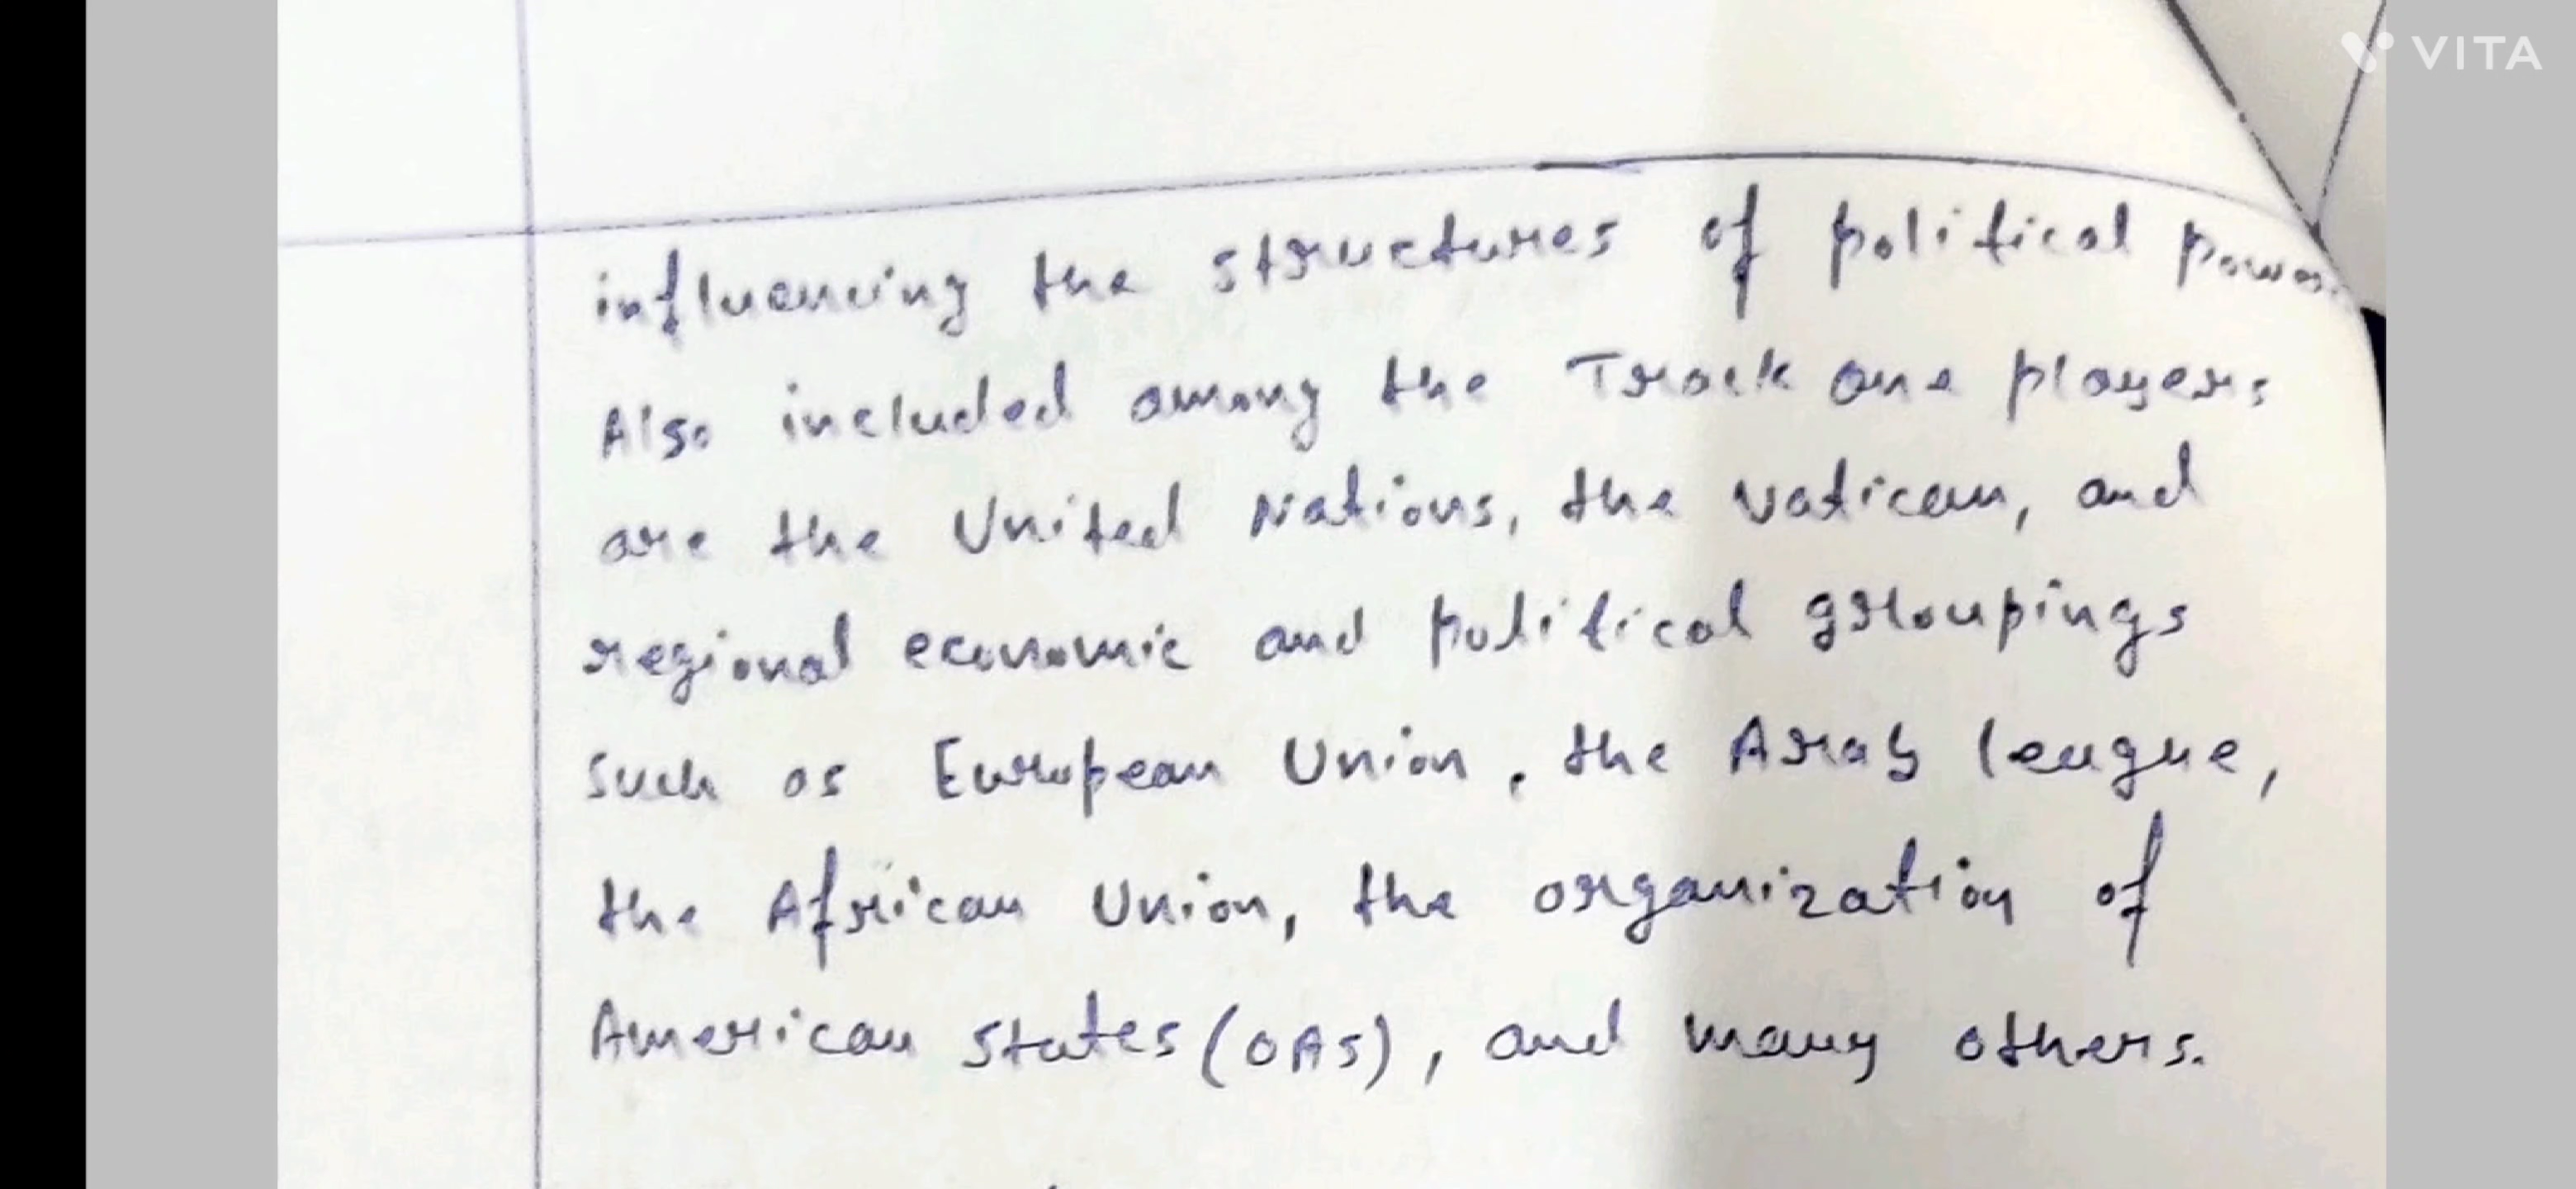 VITA
influencing the structures of political power.
Also included among the Track one players
are the United Nations, the Vatican, and
regional economic and political groupings
such as European Union, the Arab league,
the African Union, the organization of
American states (OAS), and many others.